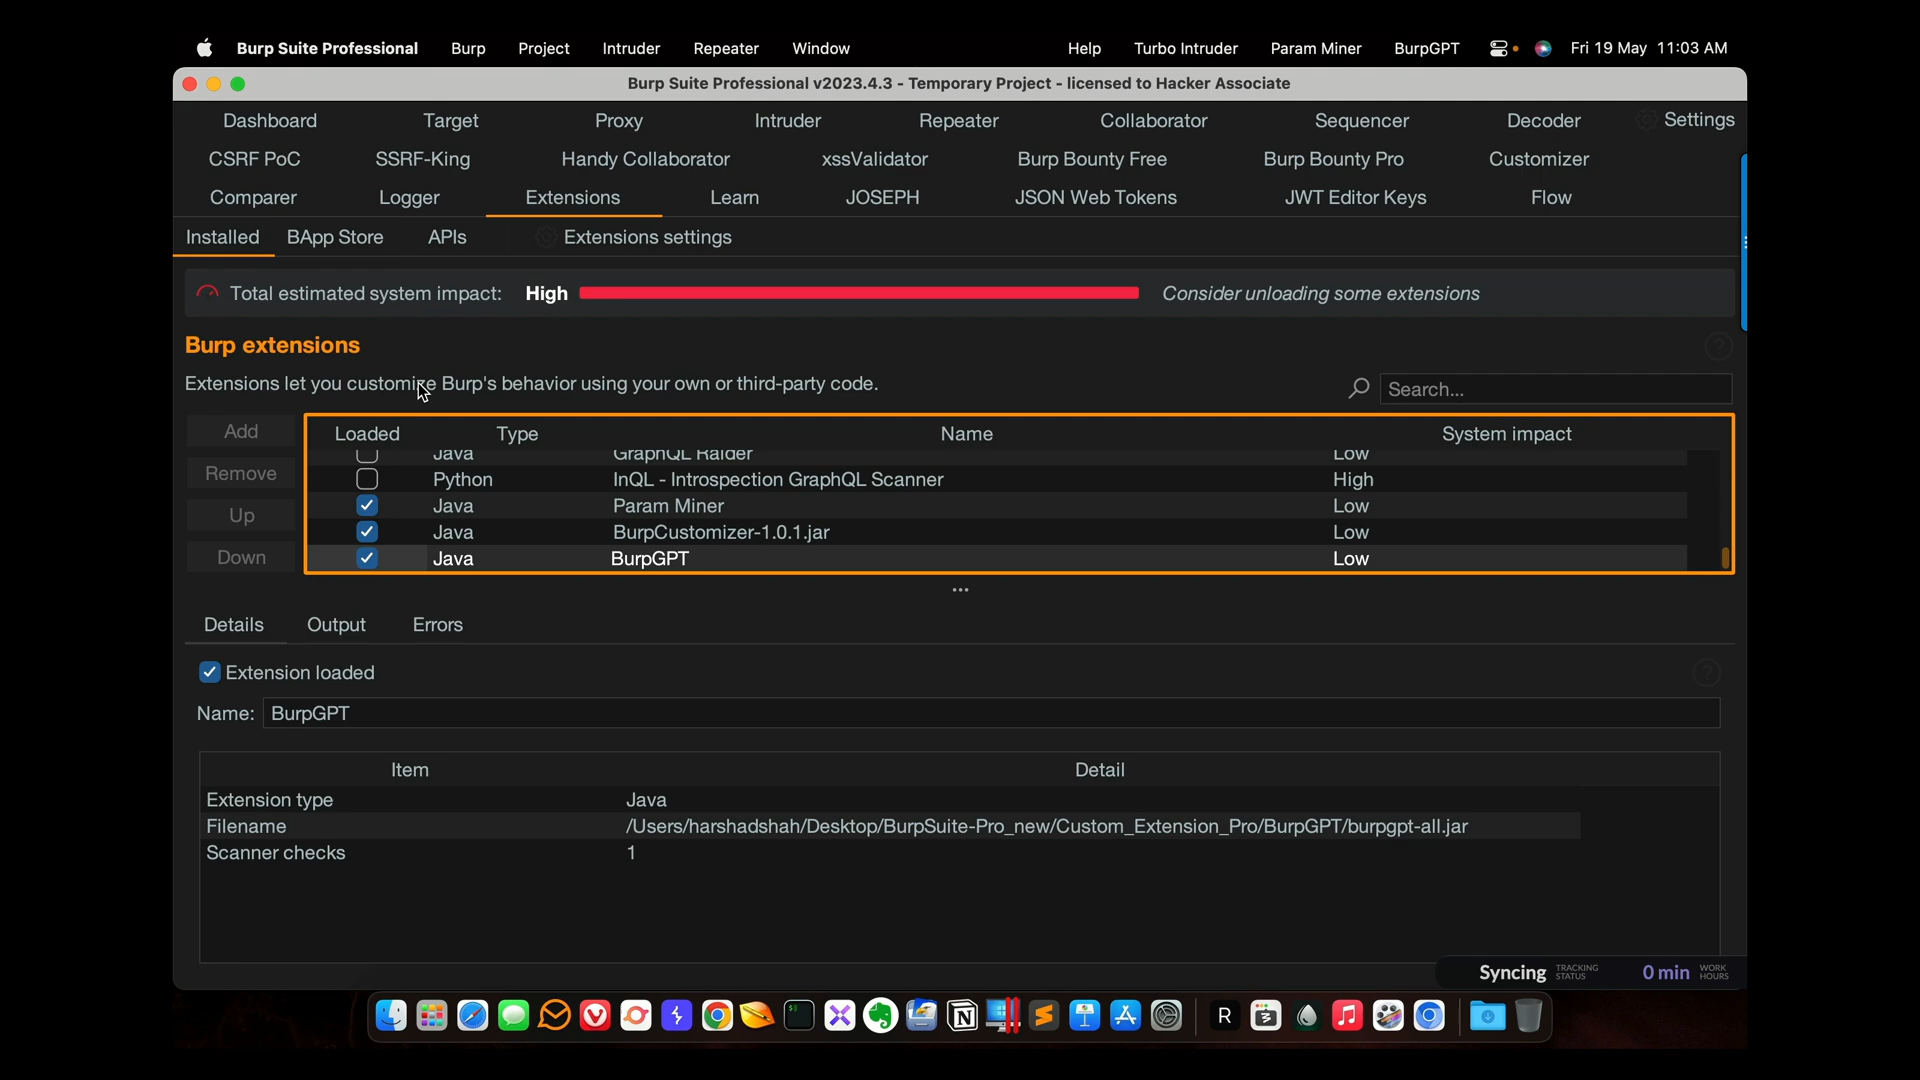 Burp Suite Professional Burp Project Intruder Repeater Window Help Turbo Intruder Param Miner BurpGPT Fri 19 May 11:03 AM
Burp Suite Professional v2023.4.3 - Temporary Project - licensed to Hacker Associate
Dashboard Target Proxy Intruder Repeater Collaborator Sequencer Decoder Settings
CSRF PoC SSRF-King Handy Collaborator xssValidator Burp Bounty Free Burp Bounty Pro Customizer
Comparer Logger Extensions Learn JOSEPH JSON Web Tokens JWT Editor Keys Flow
Installed BApp Store APIs Extensions settings
Total estimated system impact: High Consider unloading some extensions
Burp extensions
Extensions let you customize Burp's behavior using your own or third-party code.
Search...
Add
Remove
Up
Down
Loaded Type Name System impact
Java GraphQL Raider Low
Python InQL - Introspection GraphQL Scanner High
Java Param Miner Low
Java BurpCustomizer-1.0.1.jar Low
Java BurpGPT Low
Details Output Errors
Extension loaded
Name: BurpGPT
Item Detail
Extension type Java
Filename /Users/harshadshah/Desktop/BurpSuite-Pro_new/Custom_Extension_Pro/BurpGPT/burpgpt-all.jar
Scanner checks 1
Syncing TRACKING STATUS 0 min WORK HOURS